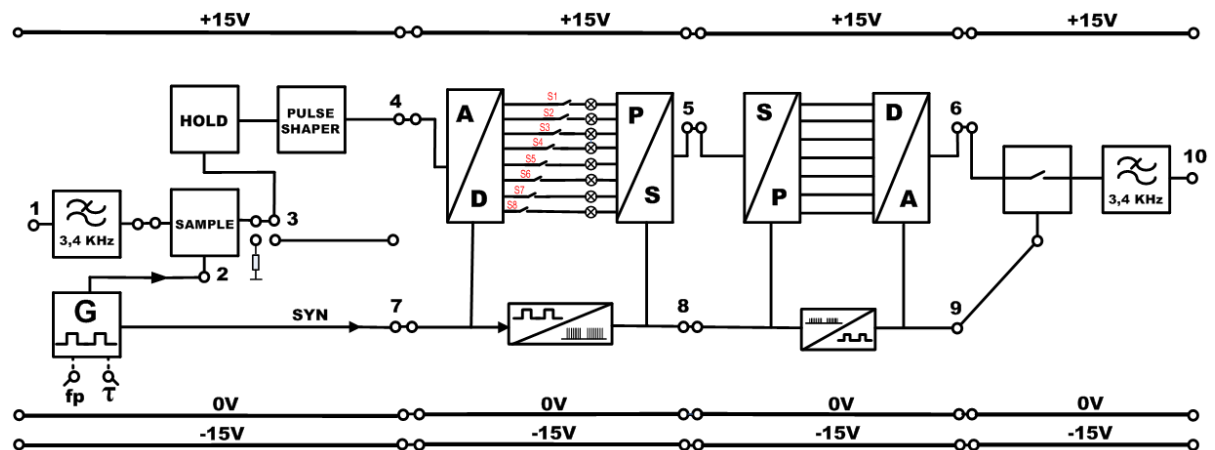 +15V +15V +15V +15V
HOLD
PULSE
SHAPER
4
A
D
S1
S2
S3
S4
S5
S6
S7
S8
P
S
5
S
P
D
A
6
1
3,4 KHz
SAMPLE
3
2
3,4 KHz
10
G
SYN
7
8
9
fp
τ
0V 0V 0V 0V
-15V -15V -15V -15V